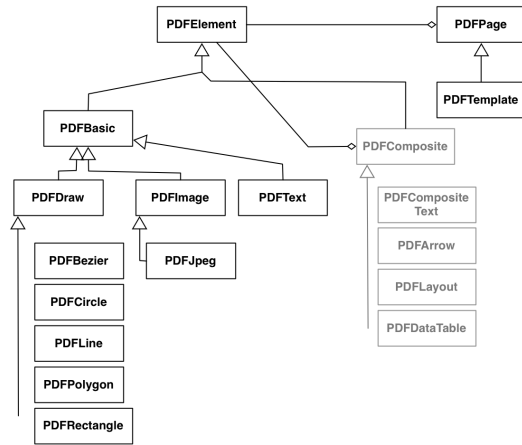 PDFElement
PDFPage
PDFTemplate
PDFBasic
PDFComposite
PDFDraw
PDFImage
PDFText
PDFComposite
Text
PDFBezier
PDFJpeg
PDFArrow
PDFCircle
PDFLayout
PDFLine
PDFDataTable
PDFPolygon
PDFRectangle